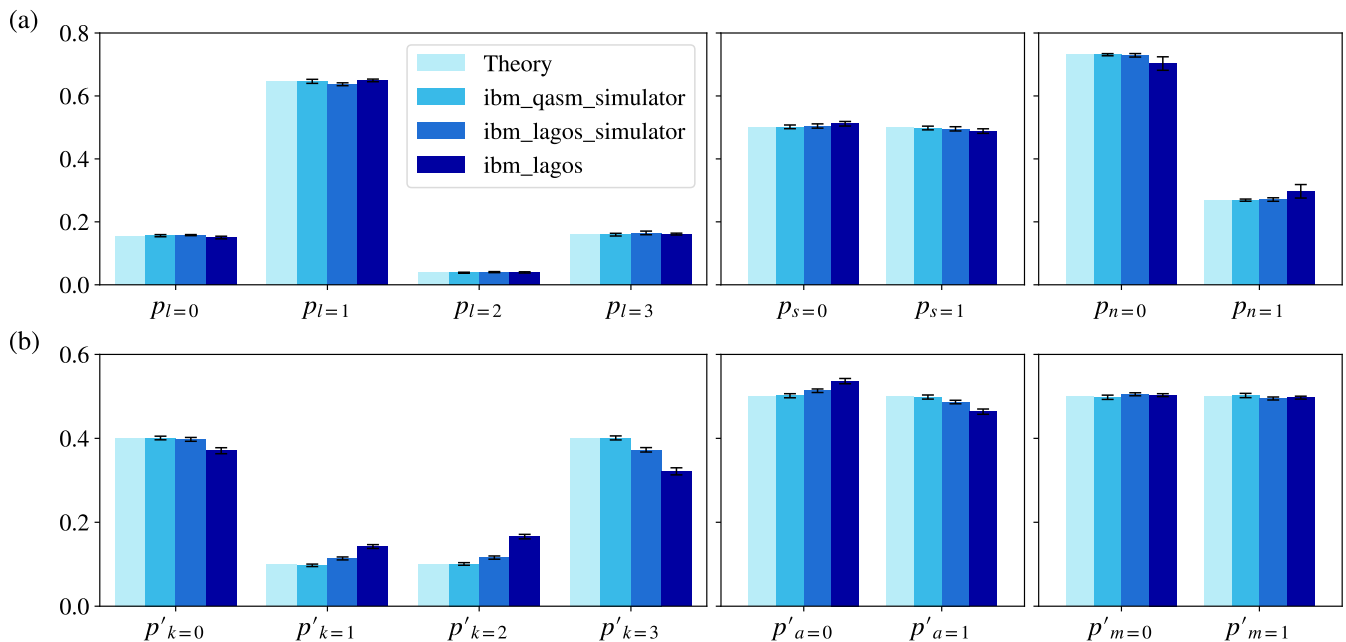 (a)
0.8
0.6
0.4
0.2
0.0
Theory
ibm_qasm_simulator
ibm_lagos_simulator
ibm_lagos
p_{l=0} p_{l=1} p_{l=2} p_{l=3} p_{s=0} p_{s=1} p_{n=0} p_{n=1}
(b)
0.6
0.4
0.2
0.0
p'_{k=0} p'_{k=1} p'_{k=2} p'_{k=3} p'_{a=0} p'_{a=1} p'_{m=0} p'_{m=1}